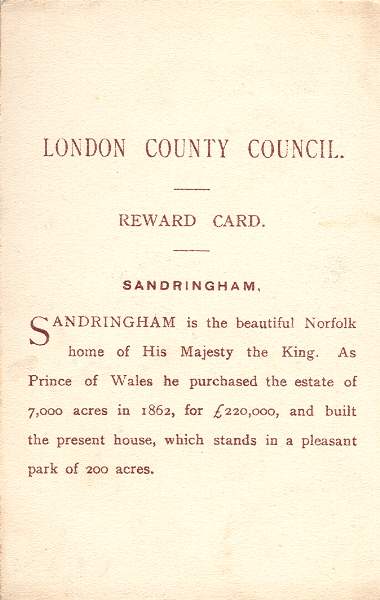 LONDON COUNTY COUNCIL.
REWARD CARD.
SANDRINGHAM.
SANDRINGHAM is the beautiful Norfolk
home of His Majesty the King. As
Prince of Wales he purchased the estate of
7,000 acres in 1862, for £220,000, and built
the present house, which stands in a pleasant
park of 200 acres.